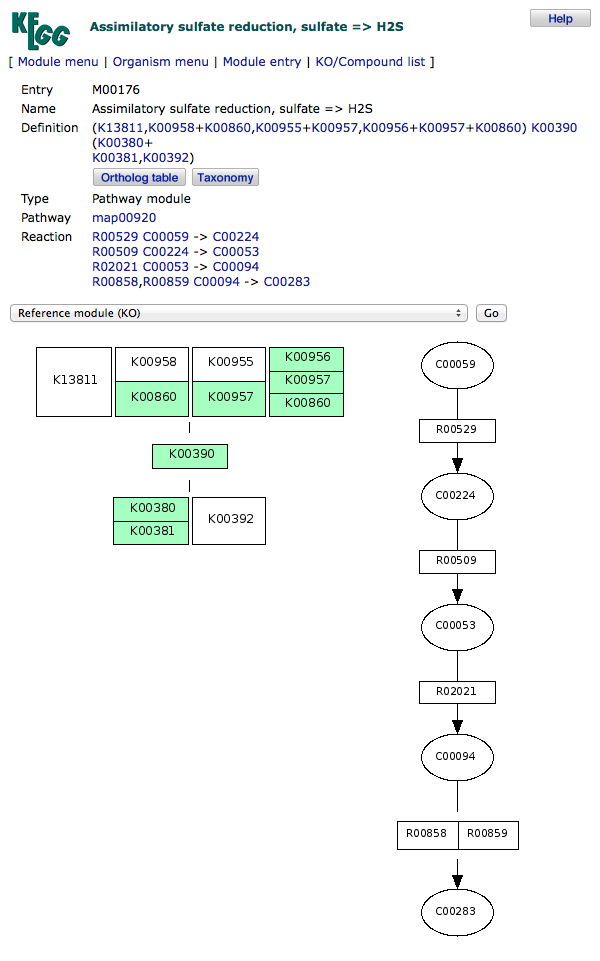 KEGG
Assimilatory sulfate reduction, sulfate => H2S
Help
[ Module menu | Organism menu | Module entry | KO/Compound list ]
Entry M00176
Name Assimilatory sulfate reduction, sulfate => H2S
Definition (K13811,K00958+K00860,K00955+K00957,K00956+K00957+K00860) K00390
(K00380+
K00381,K00392)
Ortholog table Taxonomy
Type Pathway module
Pathway map00920
Reaction R00529 C00059 -> C00224
R00509 C00224 -> C00053
R02021 C00053 -> C00094
R00858,R00859 C00094 -> C00283
Reference module (KO) Go
K13811
K00958
K00860
K00955
K00957
K00956
K00957
K00860
K00390
K00380
K00381
K00392
C00059
R00529
C00224
R00509
C00053
R02021
C00094
R00858 R00859
C00283